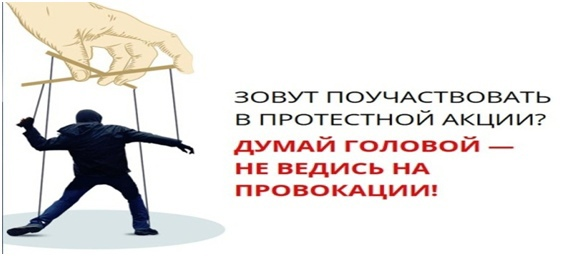 ЗОВУТ ПОУЧАСТВОВАТЬ
В ПРОТЕСТНОЙ АКЦИИ?
ДУМАЙ ГОЛОВОЙ —
НЕ ВЕДИСЬ НА
ПРОВОКАЦИИ!